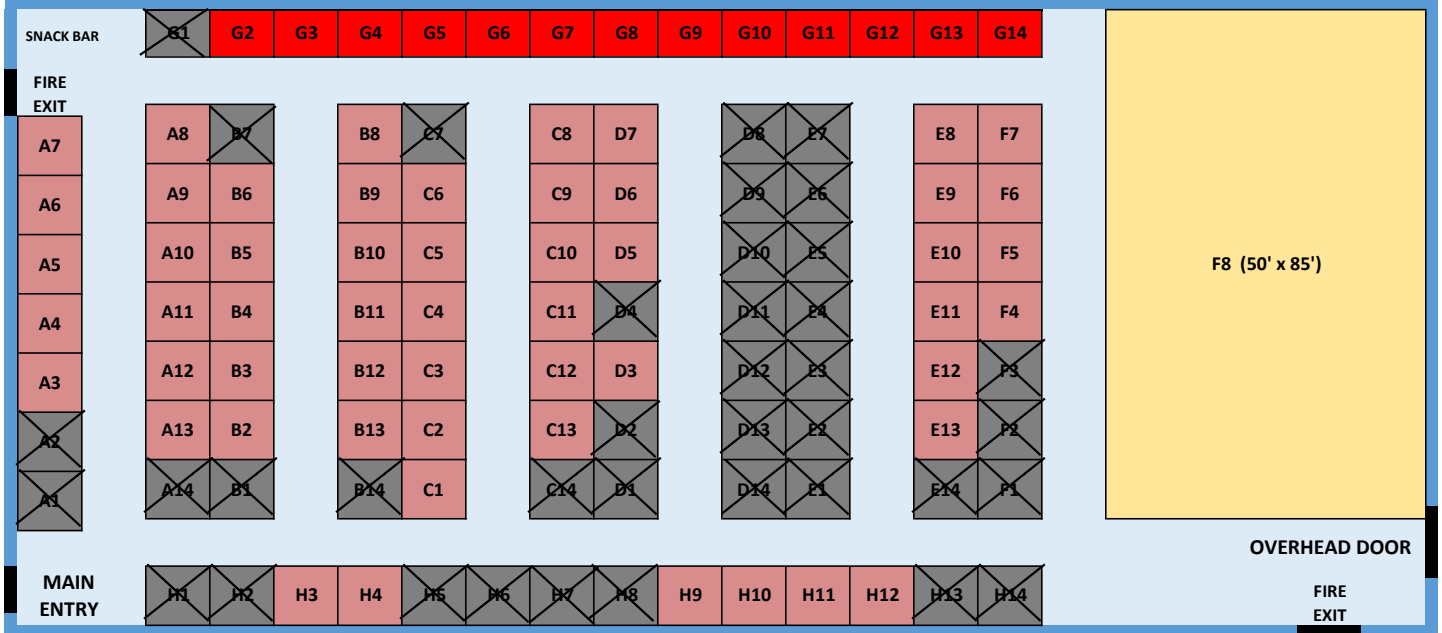 SNACK BAR
G1 G2 G3 G4 G5 G6 G7 G8 G9 G10 G11 G12 G13 G14
FIRE
EXIT
A7
A6
A5
A4
A3
A2
A1
A8 B7 B8 C7 C8 D7 D8 E7 E8 F7
A9 B6 B9 C6 C9 D6 D9 E6 E9 F6
A10 B5 B10 C5 C10 D5 D10 E5 E10 F5
A11 B4 B11 C4 C11 D4 D11 E4 E11 F4
A12 B3 B12 C3 C12 D3 D12 E3 E12 F3
A13 B2 B13 C2 C13 D2 D13 E2 E13 F2
A14 B1 B14 C1 C14 D1 D14 E1 E14 F1
F8 (50' x 85')
OVERHEAD DOOR
MAIN
ENTRY
H1 H2 H3 H4 H5 H6 H7 H8 H9 H10 H11 H12 H13 H14
FIRE
EXIT